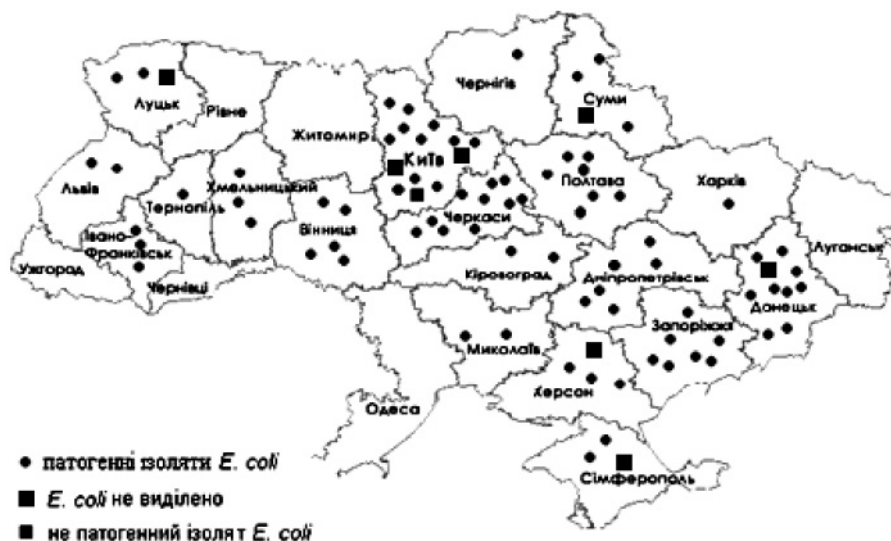 Чернігів
Суми
Луцьк
Рівне
Житомир
Київ
Львів
Тернопіль
Хмельницький
Полтава
Харків
Вінниця
Черкаси
Івано-
Франківськ
Ужгород
Чернівці
Кіровоград
Дніпропетрівськ
Луганськ
Донецьк
Запоріжжя
Миколаїв
Херсон
Одеса
Сімферополь
патогенні ізоляти E. coli
E. coli не виділено
не патогенний ізолят E. coli